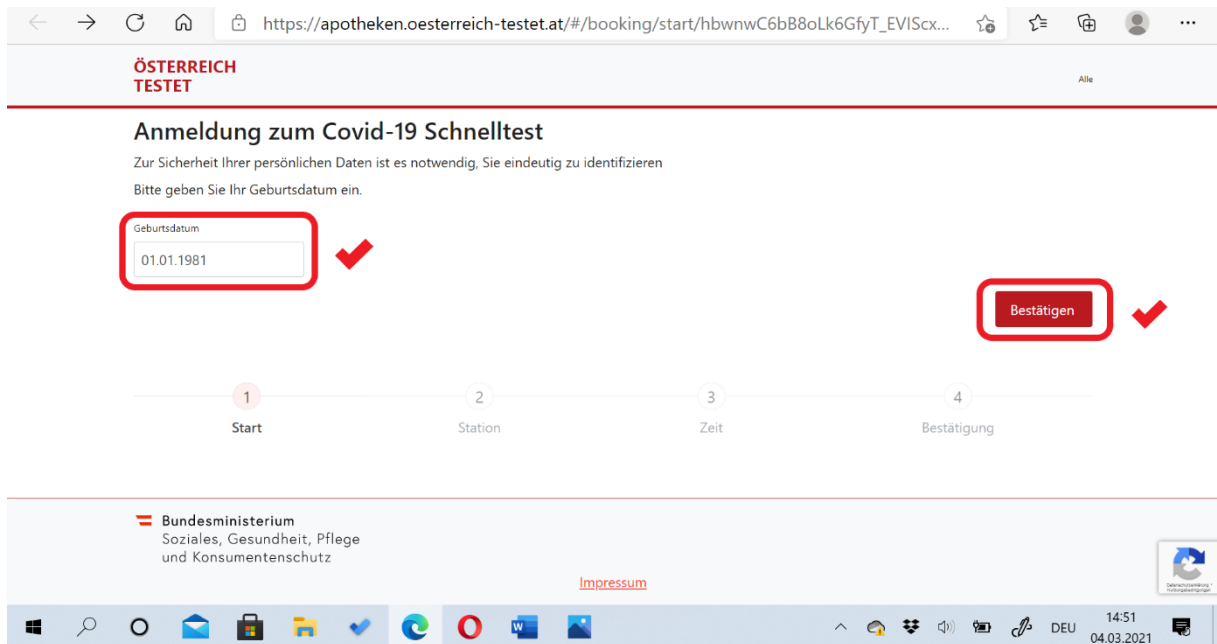 https://apotheken.oesterreich-testet.at/#/booking/start/hbwnwC6bB8oLk6GfyT_EVIScx...
ÖSTERREICH
TESTET
Alle
Anmeldung zum Covid-19 Schnelltest
Zur Sicherheit Ihrer persönlichen Daten ist es notwendig, Sie eindeutig zu identifizieren
Bitte geben Sie Ihr Geburtsdatum ein.
Geburtsdatum
01.01.1981
Bestätigen
1 2 3 4
Start Station Zeit Bestätigung
Bundesministerium
Soziales, Gesundheit, Pflege
und Konsumentenschutz
Impressum
Datenschutzerklärung -
Nutzungsbedingungen
DEU
14:51
04.03.2021